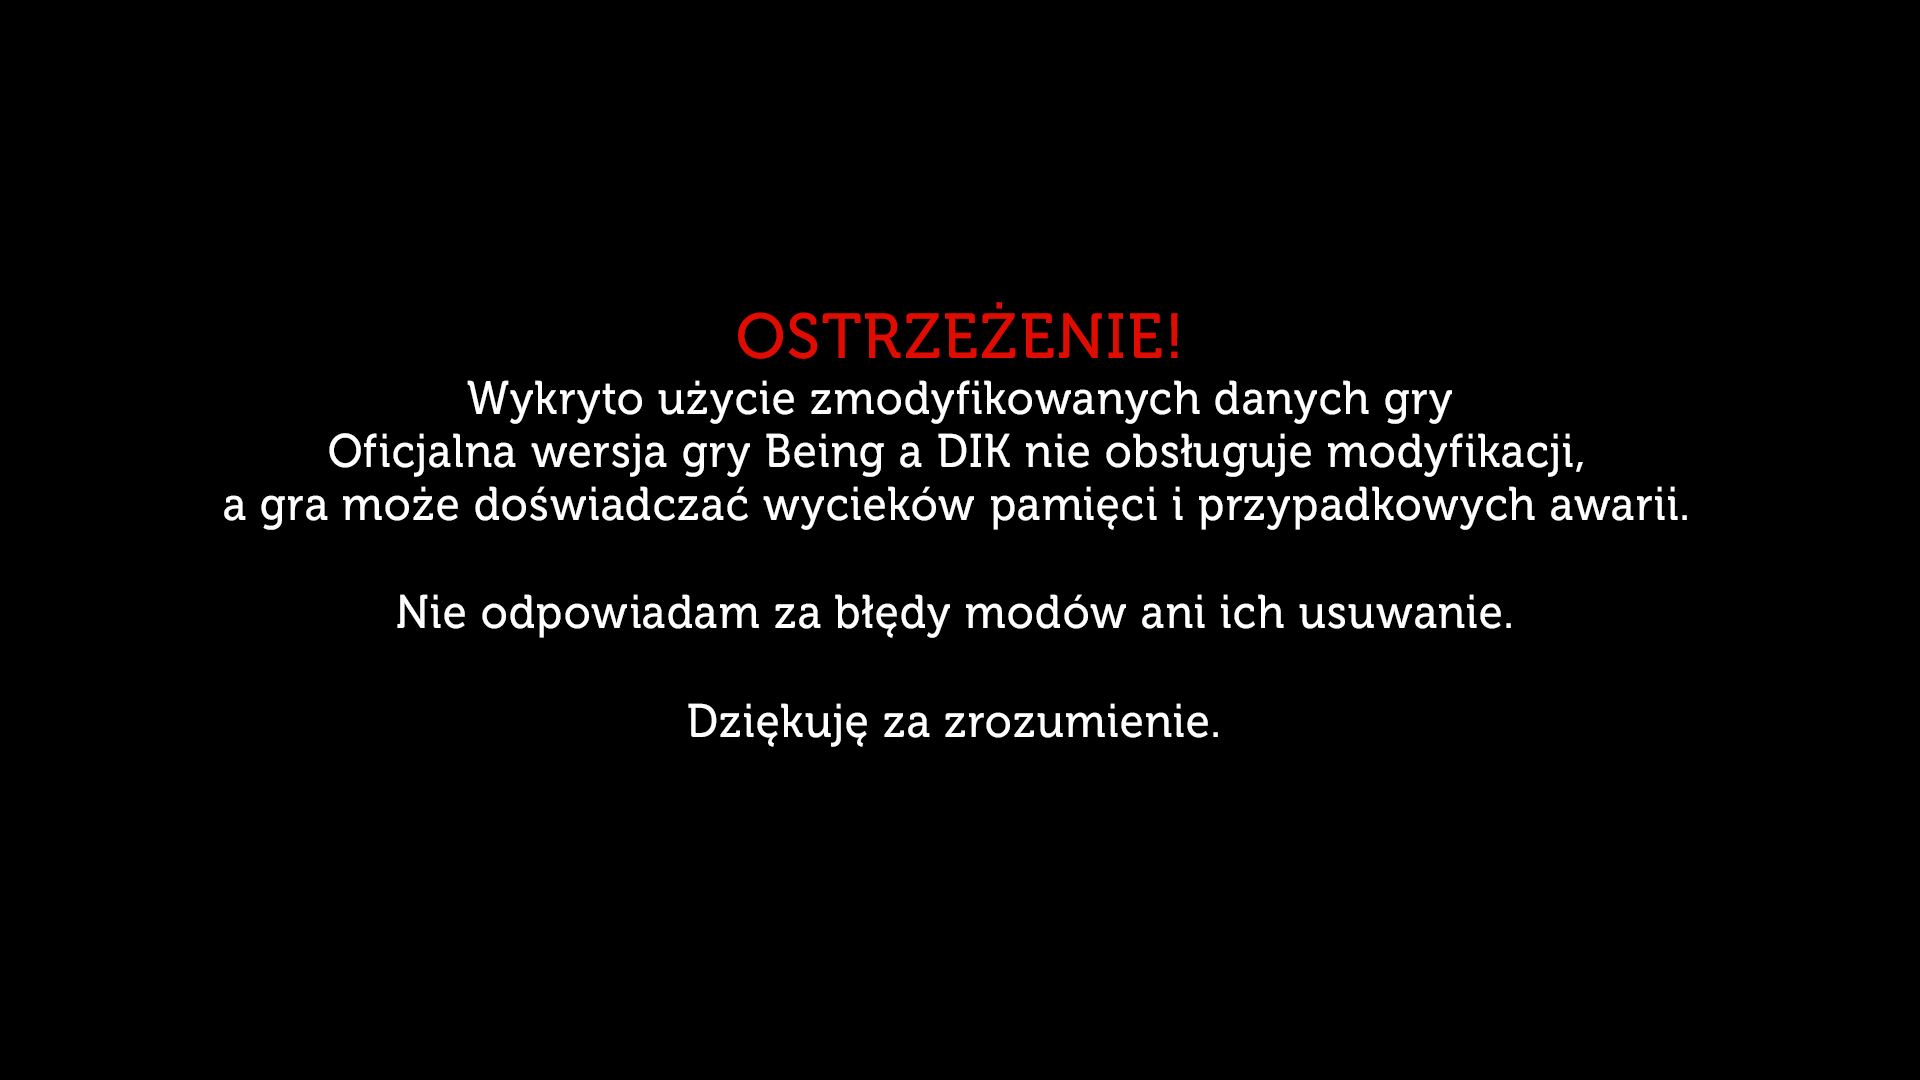 OSTRZEŻENIE!
Wykryto użycie zmodyfikowanych danych gry
Oficjalna wersja gry Being a DIK nie obsługuje modyfikacji,
a gra może doświadczać wycieków pamięci i przypadkowych awarii.
Nie odpowiadam za błędy modów ani ich usuwanie.
Dziękuję za zrozumienie.